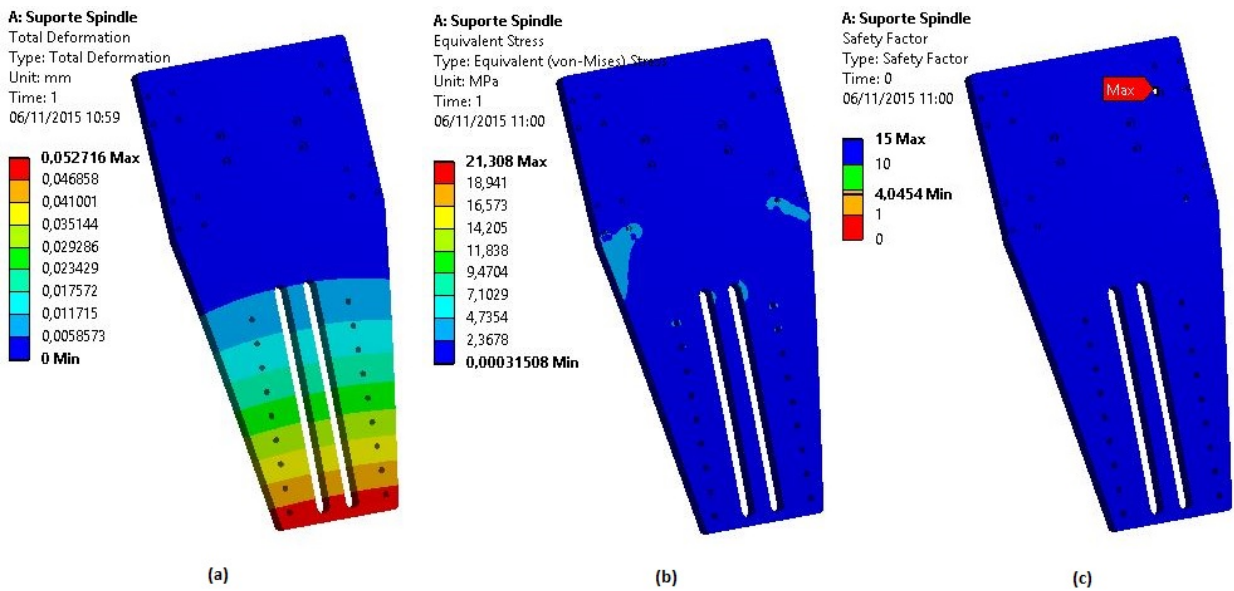 A: Suporte Spindle
Total Deformation
Type: Total Deformation
Unit: mm
Time: 1
06/11/2015 10:59
0,052716 Max
0,046858
0,041001
0,035144
0,029286
0,023429
0,017572
0,011715
0,0058573
0 Min
(a)
A: Suporte Spindle
Equivalent Stress
Type: Equivalent (von-Mises) Stress
Unit: MPa
Time: 1
06/11/2015 11:00
21,308 Max
18,941
16,573
14,205
11,838
9,4704
7,1029
4,7354
2,3678
0,00031508 Min
(b)
A: Suporte Spindle
Safety Factor
Type: Safety Factor
Time: 0
06/11/2015 11:00
Max
15 Max
10
4,0454 Min
1
0
(c)